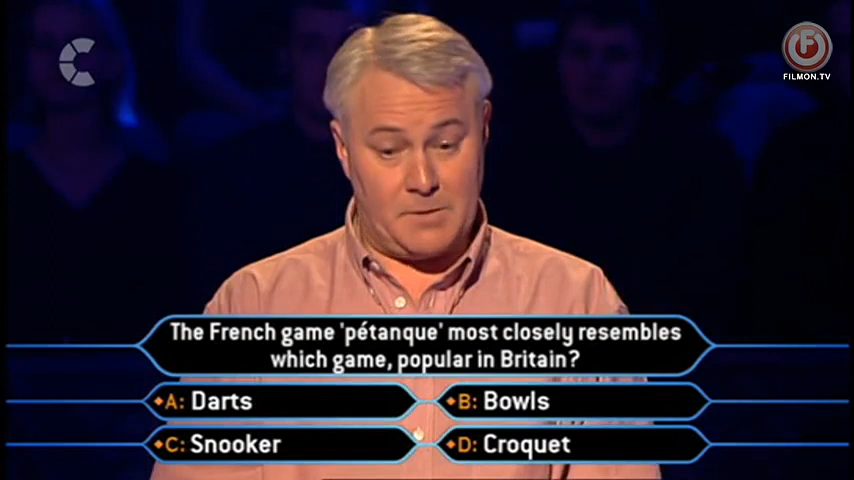 FILMON.TV
The French game 'pétanque' most closely resembles
which game, popular in Britain?
A: Darts
B: Bowls
C: Snooker
D: Croquet